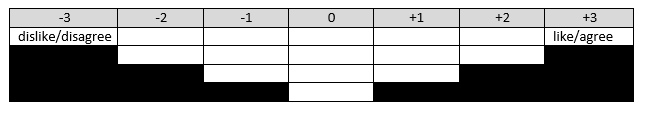 -3 -2 -1 0 +1 +2 +3
dislike/disagree like/agree